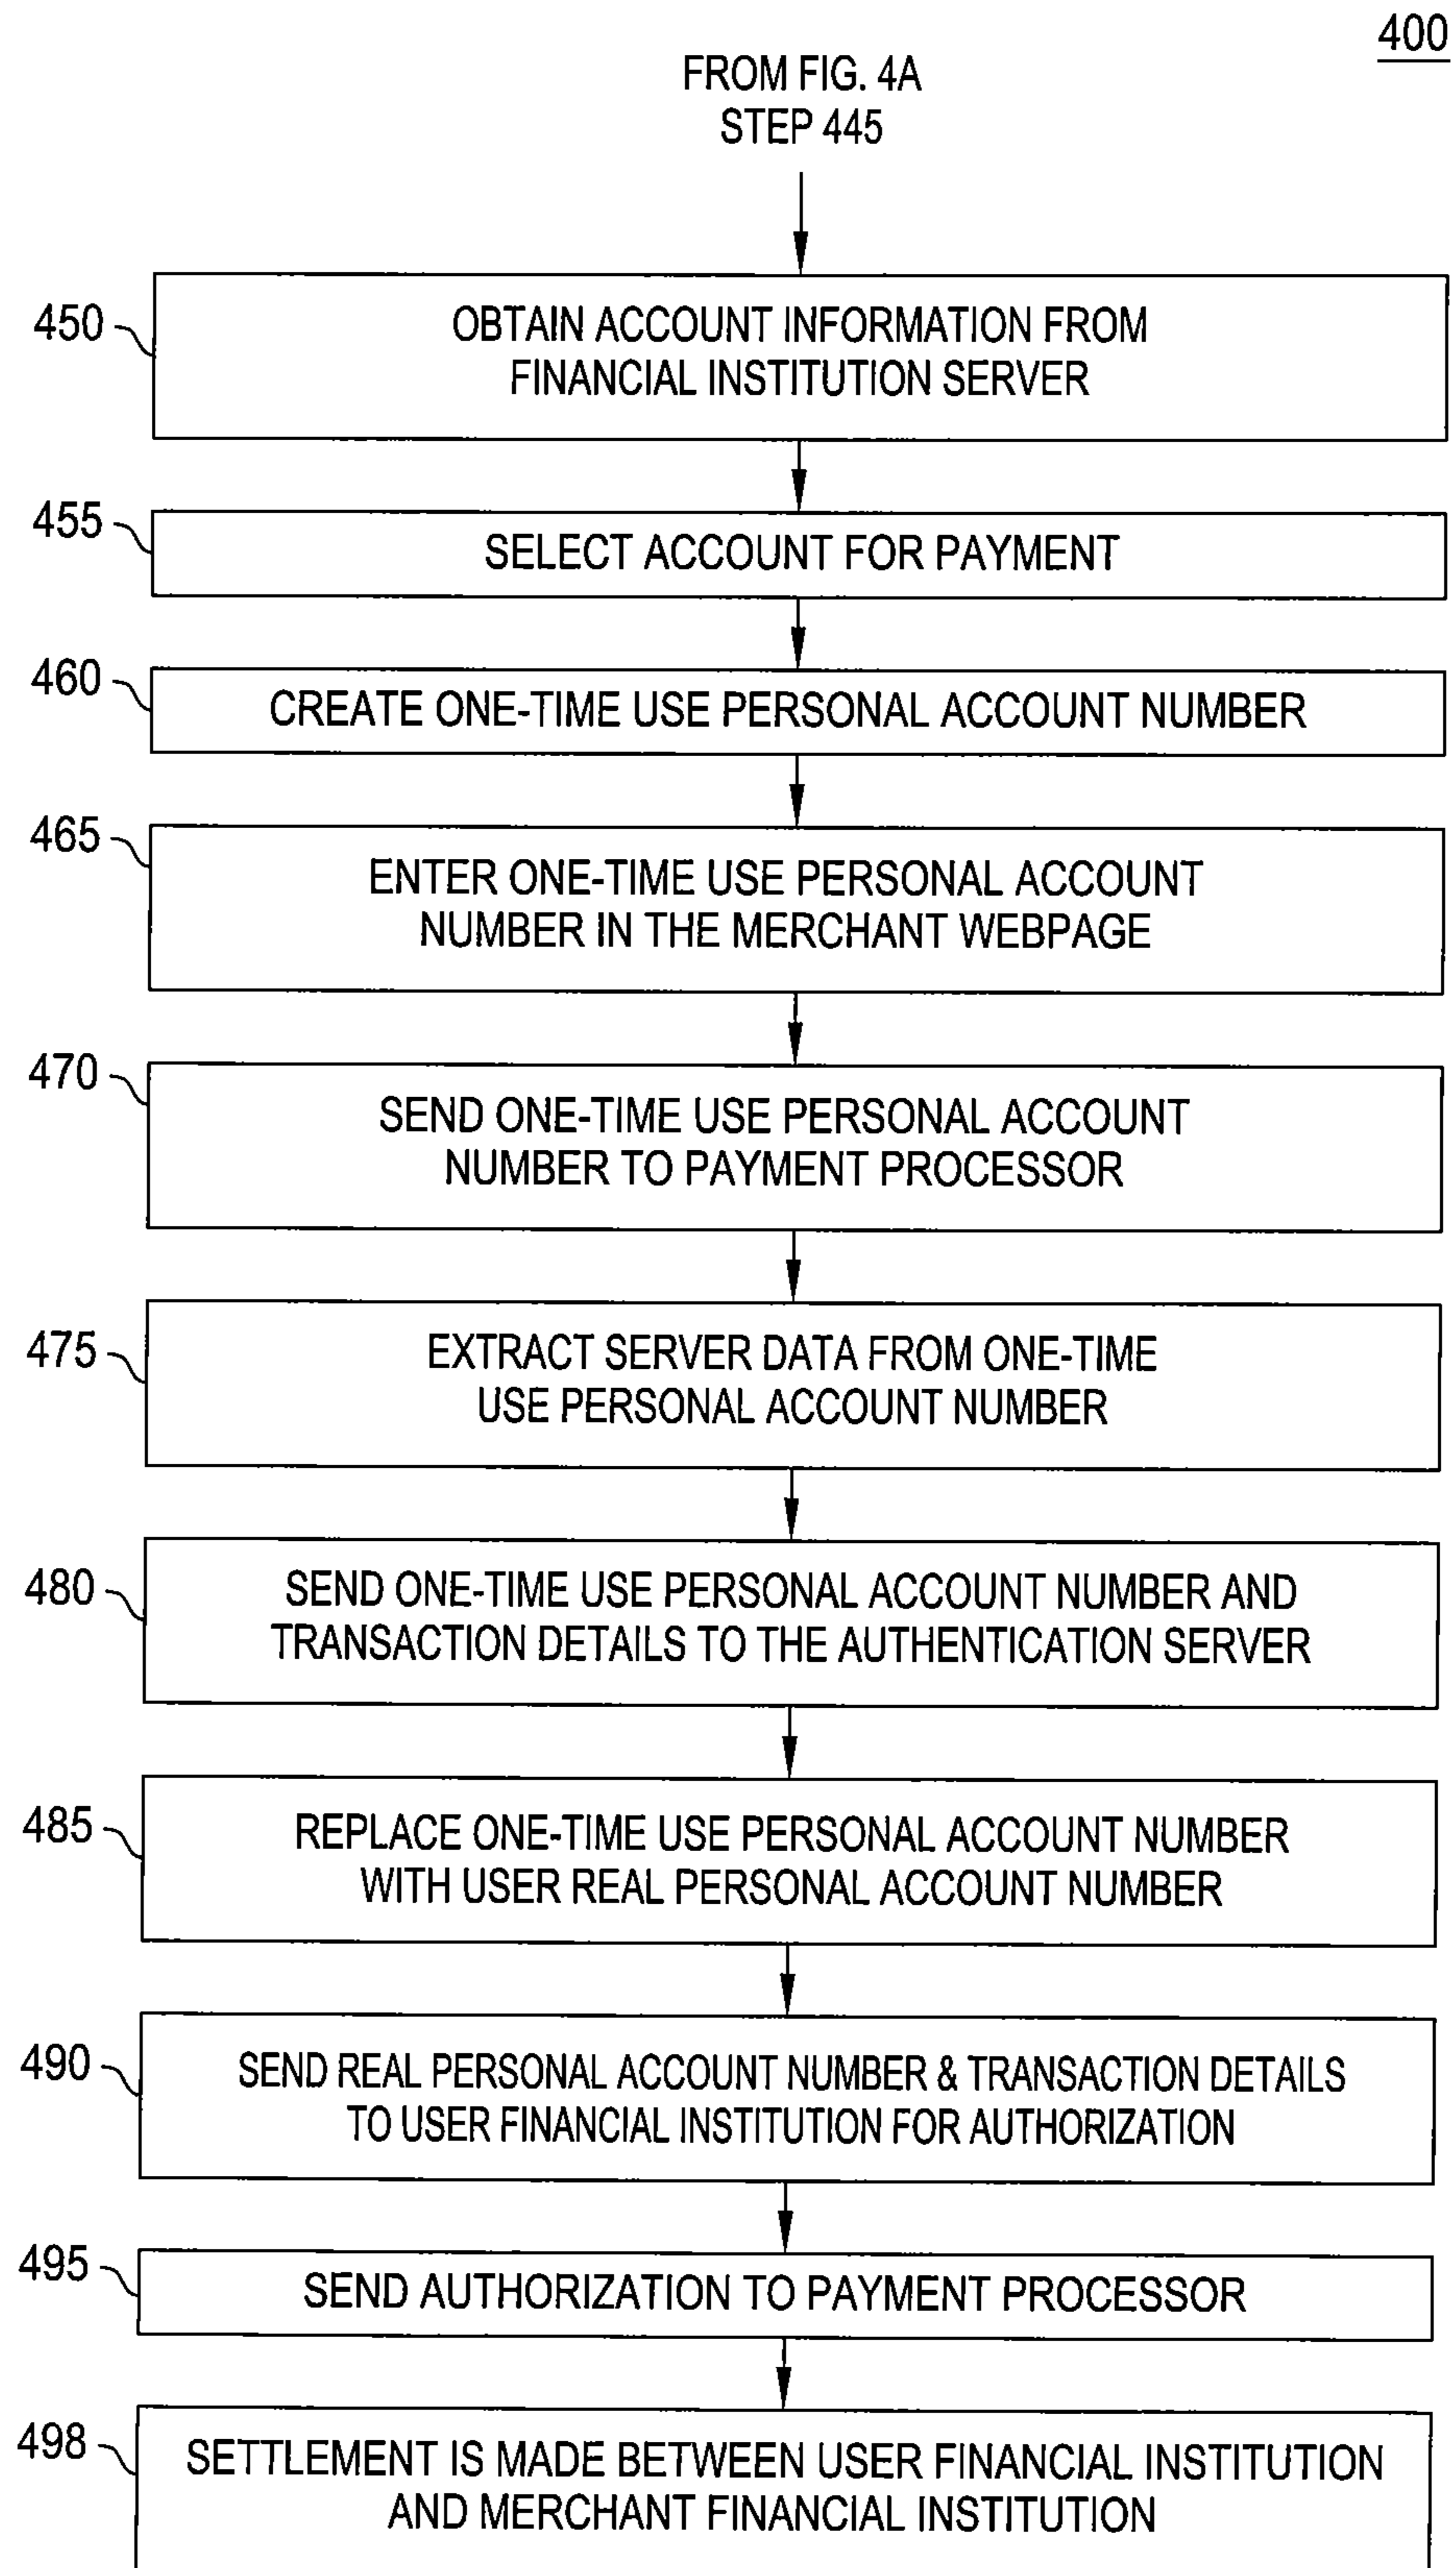 400
FROM FIG. 4A
STEP 445
450
OBTAIN ACCOUNT INFORMATION FROM
FINANCIAL INSTITUTION SERVER
455
SELECT ACCOUNT FOR PAYMENT
460
CREATE ONE-TIME USE PERSONAL ACCOUNT NUMBER
465
ENTER ONE-TIME USE PERSONAL ACCOUNT
NUMBER IN THE MERCHANT WEBPAGE
470
SEND ONE-TIME USE PERSONAL ACCOUNT
NUMBER TO PAYMENT PROCESSOR
475
EXTRACT SERVER DATA FROM ONE-TIME
USE PERSONAL ACCOUNT NUMBER
480
SEND ONE-TIME USE PERSONAL ACCOUNT NUMBER AND
TRANSACTION DETAILS TO THE AUTHENTICATION SERVER
485
REPLACE ONE-TIME USE PERSONAL ACCOUNT NUMBER
WITH USER REAL PERSONAL ACCOUNT NUMBER
490
SEND REAL PERSONAL ACCOUNT NUMBER & TRANSACTION DETAILS
TO USER FINANCIAL INSTITUTION FOR AUTHORIZATION
495
SEND AUTHORIZATION TO PAYMENT PROCESSOR
498
SETTLEMENT IS MADE BETWEEN USER FINANCIAL INSTITUTION
AND MERCHANT FINANCIAL INSTITUTION